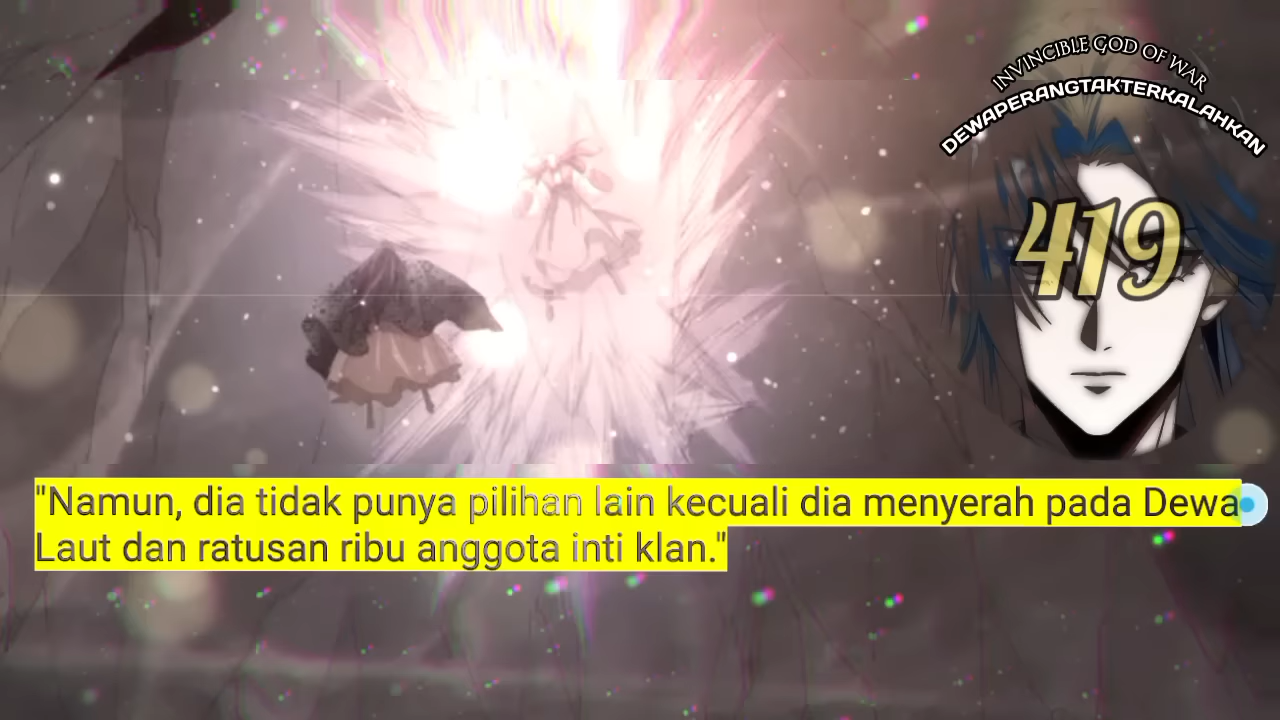 INVINCIBLE GOD OF WAR
DEWAPERANGTAKTERKALAHKAN
419
"Namun, dia tidak punya pilihan lain kecuali dia menyerah pada Dewa
Laut dan ratusan ribu anggota inti klan."